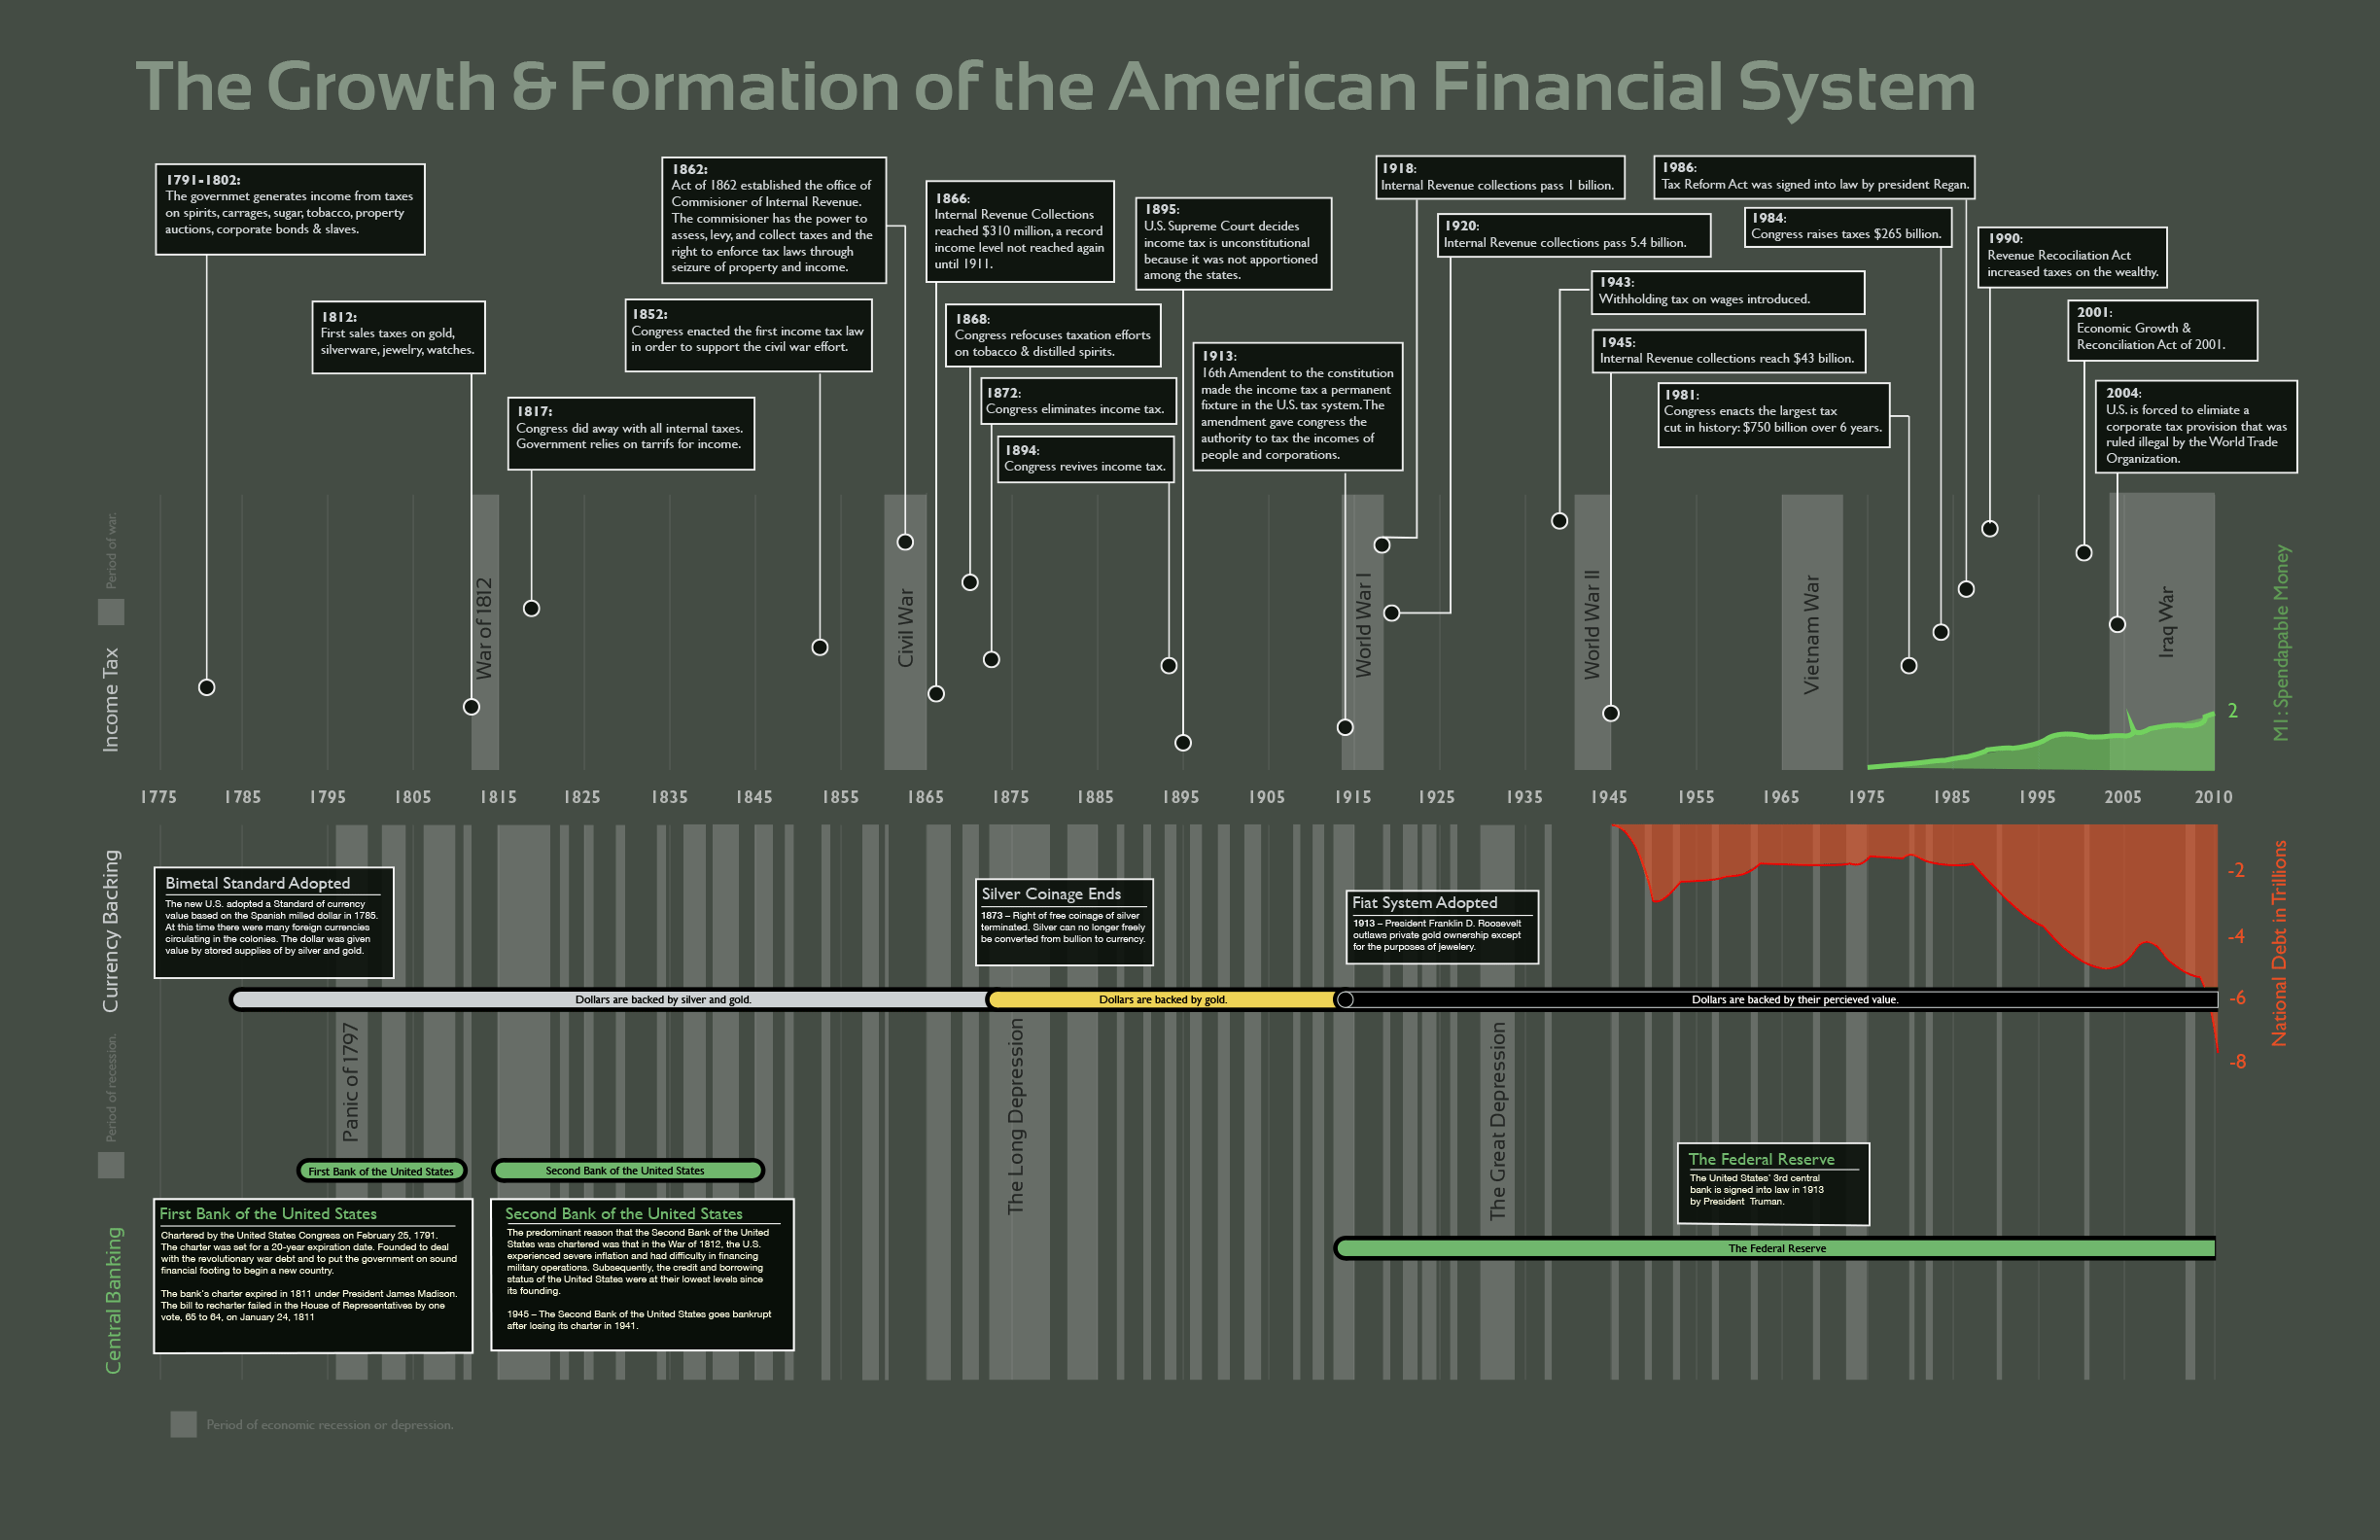 The Growth & Formation of the American Financial System
1791-1802:
The governmet generates income from taxes
on spirits, carrages, sugar, tobacco, property
auctions, corporate bonds & slaves.
1812:
First sales taxes on gold,
silverware, jewelry, watches.
1817:
Congress did away with all internal taxes.
Government relies on tarrifs for income.
1862:
Act of 1862 established the office of
Commisioner of Internal Revenue.
The commisioner has the power to
assess, levy, and collect taxes and the
right to enforce tax laws through
seizure of property and income.
1852:
Congress enacted the first income tax law
in order to support the civil war effort.
1866:
Internal Revenue Collections
reached $310 million, a record
income level not reached again
until 1911.
1868:
Congress refocuses taxation efforts
on tobacco & distilled spirits.
1872:
Congress eliminates income tax.
1894:
Congress revives income tax.
1895:
U.S. Supreme Court decides
income tax is unconstitutional
because it was not apportioned
among the states.
1913:
16th Amendent to the constitution
made the income tax a permanent
fixture in the U.S. tax system. The
amendment gave congress the
authority to tax the incomes of
people and corporations.
1918:
Internal Revenue collections pass 1 billion.
1920:
Internal Revenue collections pass 5.4 billion.
1943:
Withholding tax on wages introduced.
1945:
Internal Revenue collections reach $43 billion.
1981:
Congress enacts the largest tax
cut in history: $750 billion over 6 years.
1986:
Tax Reform Act was signed into law by president Regan.
1984:
Congress raises taxes $265 billion.
1990:
Revenue Recociliation Act
increased taxes on the wealthy.
2001:
Economic Growth &
Reconciliation Act of 2001.
2004:
U.S. is forced to elimiate a
corporate tax provision that was
ruled illegal by the World Trade
Organization.
Income Tax
Period of war.
War of 1812
Civil War
World War I
World War II
Vietnam War
Iraq War
2
M1: Spendable Money
1775 1785 1795 1805 1815 1825 1835 1845 1855 1865 1875 1885 1895 1905 1915 1925 1935 1945 1955 1965 1975 1985 1995 2005 2010
Currency Backing
Period of recession.
Bimetal Standard Adopted
The new U.S. adopted a Standard of currency
value based on the Spanish milled dollar in 1785.
At this time there were many foreign currencies
circulating in the colonies. The dollar was given
value by stored supplies of by silver and gold.
Silver Coinage Ends
1873 – Right of free coinage of silver
terminated. Silver can no longer freely
be converted from bullion to currency.
Fiat System Adopted
1913 – President Franklin D. Roosevelt
outlaws private gold ownership except
for the purposes of jewelery.
-2
-4
-6
-8
National Debt in Trillions
Dollars are backed by silver and gold.
Dollars are backed by gold.
Dollars are backed by their percieved value.
Panic of 1797
The Long Depression
The Great Depression
Central Banking
First Bank of the United States
Second Bank of the United States
First Bank of the United States
Chartered by the United States Congress on February 25, 1791.
The charter was set for a 20-year expiration date. Founded to deal
with the revolutionary war debt and to put the government on sound
financial footing to begin a new country.
The bank's charter expired in 1811 under President James Madison.
The bill to recharter failed in the House of Representatives by one
vote, 65 to 64, on January 24, 1811
Second Bank of the United States
The predominant reason that the Second Bank of the United
States was chartered was that in the War of 1812, the U.S.
experienced severe inflation and had difficulty in financing
military operations. Subsequently, the credit and borrowing
status of the United States were at their lowest levels since
its founding.
1945 – The Second Bank of the United States goes bankrupt
after losing its charter in 1941.
The Federal Reserve
The United States' 3rd central
bank is signed into law in 1913
by President Truman.
The Federal Reserve
Period of economic recession or depression.